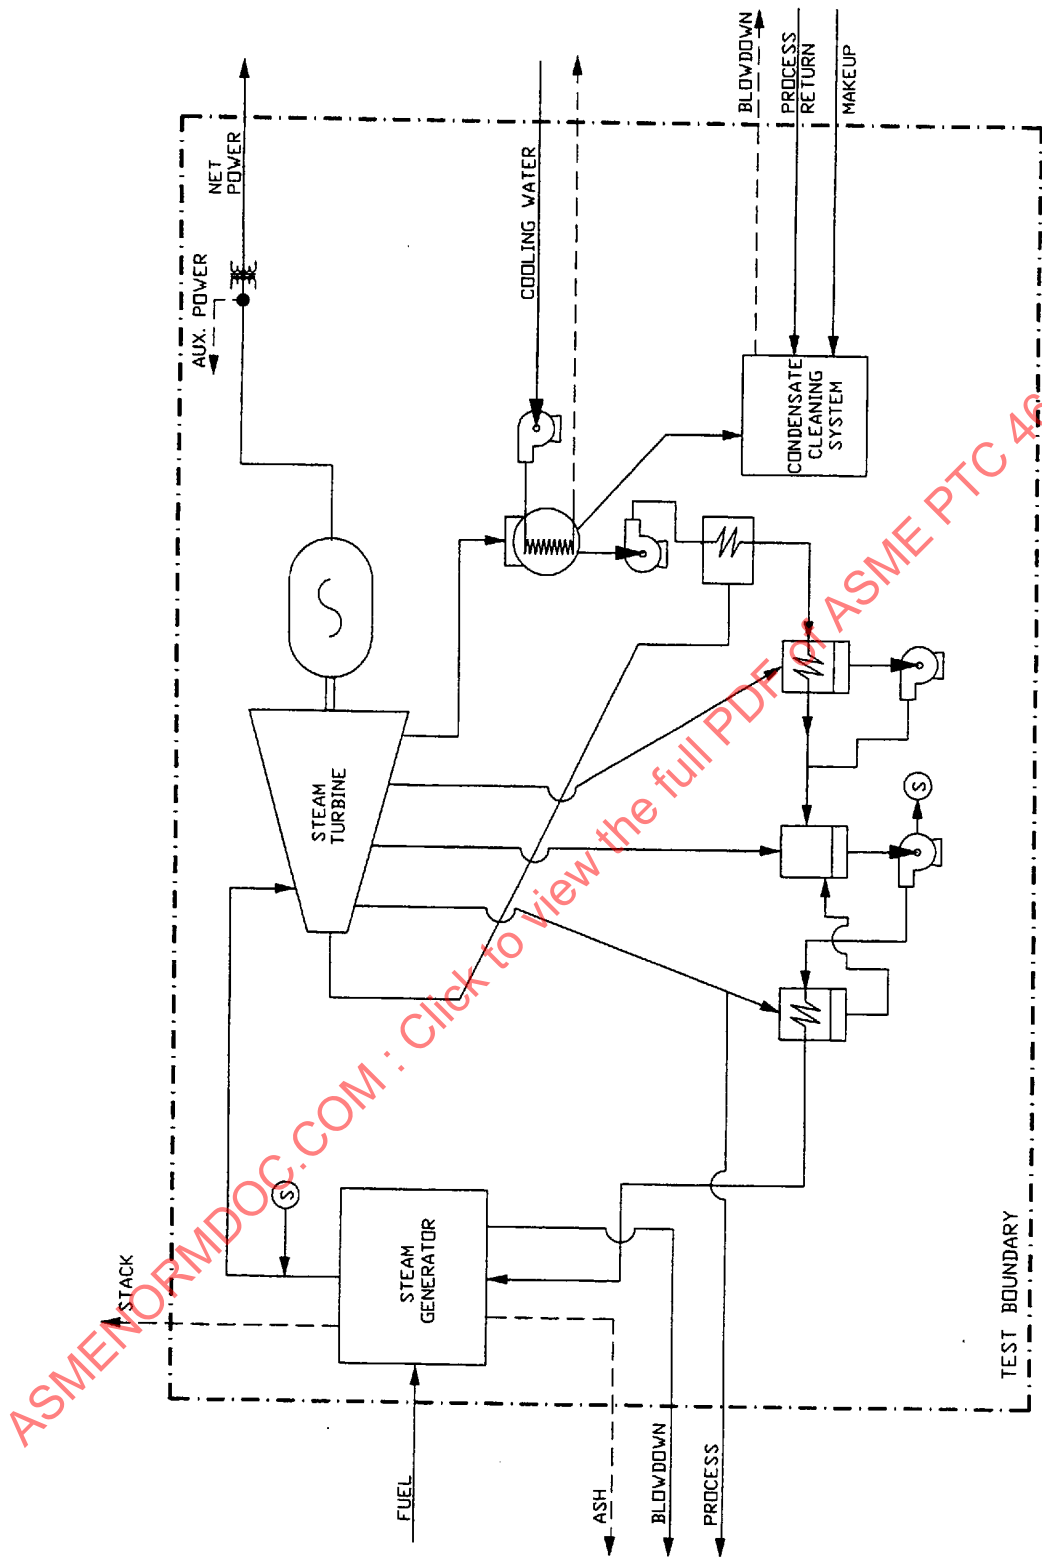 NET
POWER
AUX. POWER
COOLING WATER
BLOWDOWN
PROCESS
RETURN
MAKEUP
CONDENSATE
CLEANING
SYSTEM
STEAM
TURBINE
S
S
STEAM
GENERATOR
STACK
FUEL
ASH
BLOWDOWN
PROCESS
TEST BOUNDARY
ASMENORMDOC.COM : Click to view the full PDF of ASME PTC 46